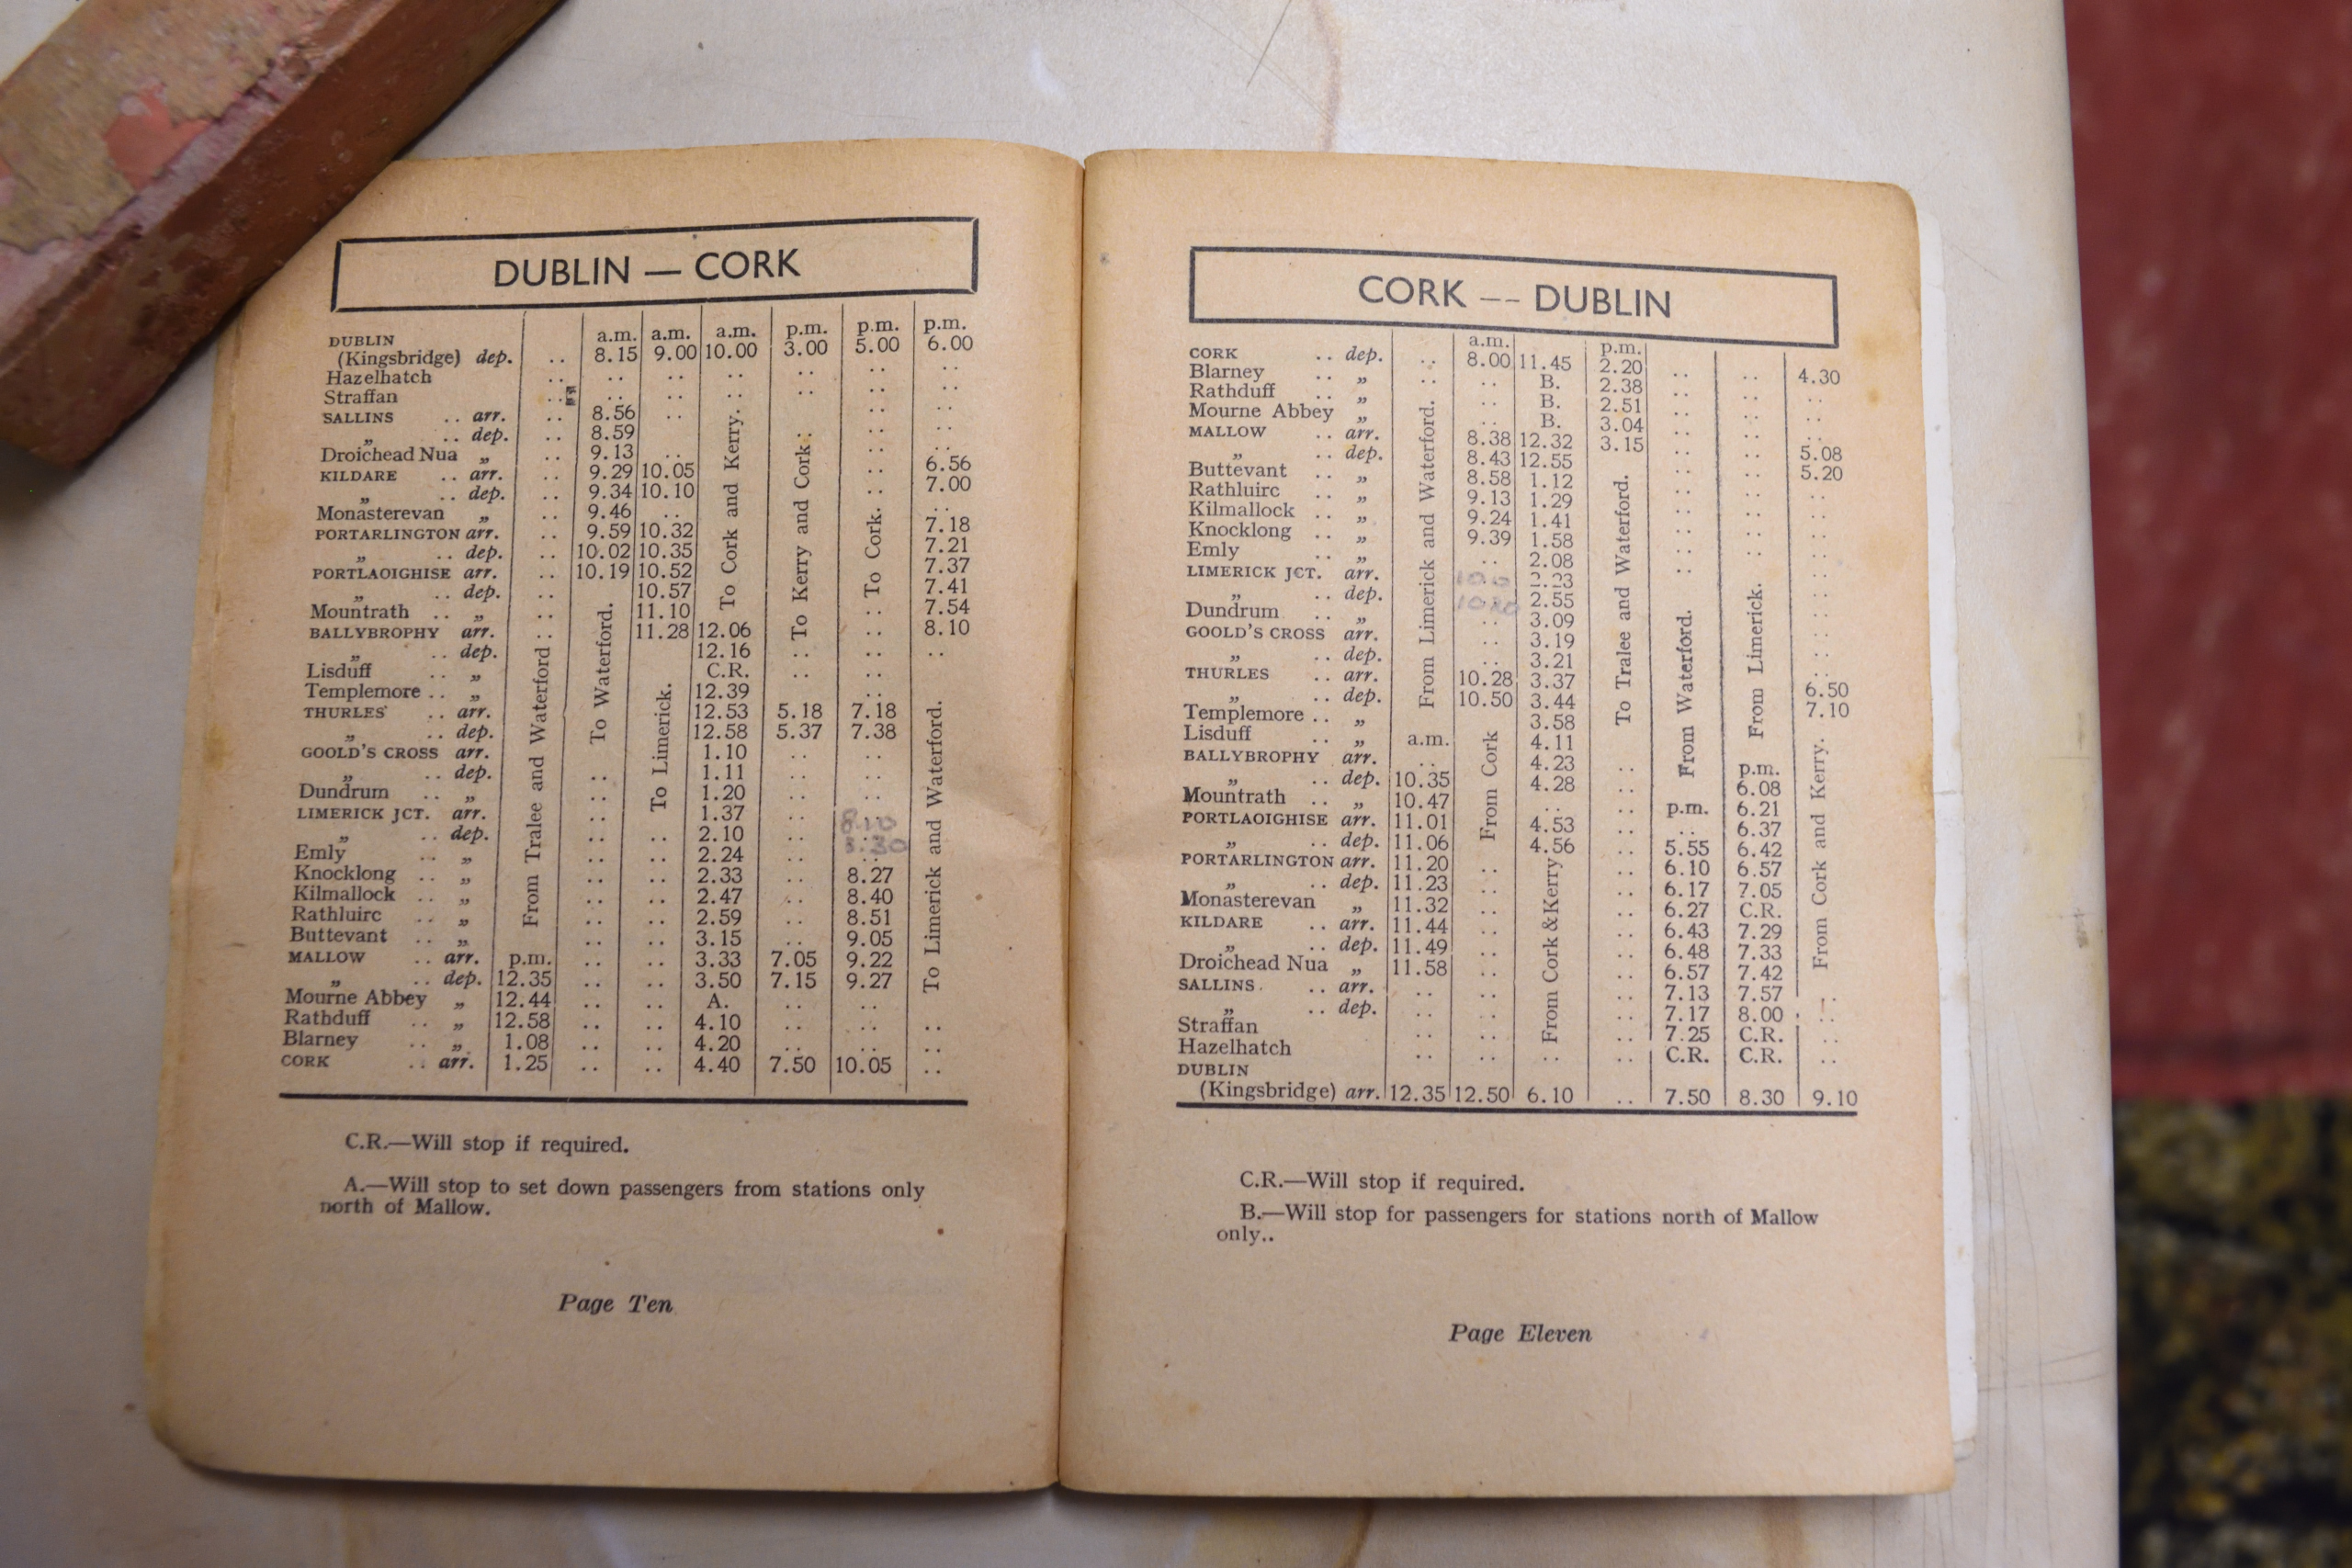 DUBLIN — CORK
a.m. a.m. a.m. p.m. p.m. p.m.
DUBLIN
(Kingsbridge) dep. .. 8.15 9.00 10.00 3.00 5.00 6.00
Hazelhatch .. .. .. .. .. .. ..
Straffan .. .. .. .. .. .. ..
SALLINS .. arr. .. 8.56 .. .. ..
„ .. dep. .. 8.59 .. ..
Droichead Nua „ .. 9.13 .. .. ..
KILDARE .. arr. .. 9.29 10.05 .. 6.56
„ .. dep. .. 9.34 10.10 .. 7.00
Monasterevan „ .. 9.46 .. ..
PORTARLINGTON arr. .. 9.59 10.32 7.18
„ .. dep. .. 10.02 10.35 7.21
PORTLAOIGHISE arr. .. 10.19 10.52 7.37
„ .. dep. .. 10.57 7.41
Mountrath .. „ .. 11.10 .. 7.54
BALLYBROPHY arr. .. 11.28 12.06 .. 8.10
„ .. dep. 12.16 .. .. ..
Lisduff .. „ C.R. .. ..
Templemore .. „ 12.39 .. ..
THURLES .. arr. 12.53 5.18 7.18
„ .. dep. 12.58 5.37 7.38
GOOLD'S CROSS arr. 1.10 .. ..
„ .. dep. .. 1.11 .. ..
Dundrum .. „ .. 1.20 .. ..
LIMERICK JCT. arr. .. 1.37 .. 8.10
„ .. dep. .. .. 2.10 .. 8.20
Emly .. „ .. .. 2.24 .. ..
Knocklong .. „ .. .. 2.33 .. 8.27
Kilmallock .. „ .. .. 2.47 .. 8.40
Rathluirc .. „ .. .. 2.59 .. 8.51
Buttevant .. „ .. .. 3.15 .. 9.05
MALLOW .. arr. p.m. .. .. 3.33 7.05 9.22
„ .. dep. 12.35 .. .. 3.50 7.15 9.27
Mourne Abbey „ 12.44 .. .. A. .. ..
Rathduff .. „ 12.58 .. .. 4.10 .. .. ..
Blarney .. „ 1.08 .. .. 4.20 .. .. ..
CORK .. arr. 1.25 .. .. 4.40 7.50 10.05 ..
From Tralee and Waterford
To Waterford.
To Limerick.
To Cork and Kerry.
To Kerry and Cork.
To Cork.
To Limerick and Waterford.
C.R.—Will stop if required.
A.—Will stop to set down passengers from stations only
north of Mallow.
Page Ten
CORK -- DUBLIN
a.m. p.m.
CORK .. dep. .. 8.00 11.45 2.20 .. .. 4.30
Blarney .. „ .. .. B. 2.38 .. .. ..
Rathduff .. „ .. B. 2.51 .. .. ..
Mourne Abbey „ .. B. 3.04 .. .. ..
MALLOW .. arr. 8.38 12.32 3.15 .. .. 5.08
„ .. dep. 8.43 12.55 .. .. 5.20
Buttevant .. „ 8.58 1.12 .. .. ..
Rathluirc .. „ 9.13 1.29 .. .. ..
Kilmallock .. „ 9.24 1.41 .. .. ..
Knocklong .. „ 9.39 1.58 .. .. ..
Emly .. „ .. 2.08 .. .. ..
LIMERICK JCT. arr. .. 2.23 ..
„ .. dep. .. 2.55 ..
Dundrum .. „ .. 3.09 ..
GOOLD'S CROSS arr. .. 3.19 ..
„ .. dep. .. 3.21 ..
THURLES .. arr. 10.28 3.37 6.50
„ .. dep. 10.50 3.44 7.10
Templemore .. „ 3.58
Lisduff .. „ a.m. 4.11
BALLYBROPHY arr. .. 4.23 .. p.m.
„ .. dep. 10.35 4.28 .. 6.08
Mountrath .. „ 10.47 .. .. p.m. 6.21
PORTLAOIGHISE arr. 11.01 4.53 .. .. 6.37
„ .. dep. 11.06 4.56 .. 5.55 6.42
PORTARLINGTON arr. 11.20 .. .. 6.10 6.57
„ .. dep. 11.23 .. .. 6.17 7.05
Monasterevan „ 11.32 .. .. 6.27 C.R.
KILDARE .. arr. 11.44 .. .. 6.43 7.29
„ .. dep. 11.49 .. .. 6.48 7.33
Droichead Nua „ 11.58 .. .. 6.57 7.42
SALLINS .. arr. .. .. .. 7.13 7.57 ..
„ .. dep. .. .. 7.17 8.00 ..
Straffan .. .. .. 7.25 C.R. ..
Hazelhatch .. .. .. .. C.R. C.R. ..
DUBLIN
(Kingsbridge) arr. 12.35 12.50 6.10 .. 7.50 8.30 9.10
From Limerick and Waterford.
From Cork
From Cork & Kerry
To Tralee and Waterford.
From Waterford.
From Limerick.
From Cork and Kerry.
C.R.—Will stop if required.
B.—Will stop for passengers for stations north of Mallow
only..
Page Eleven